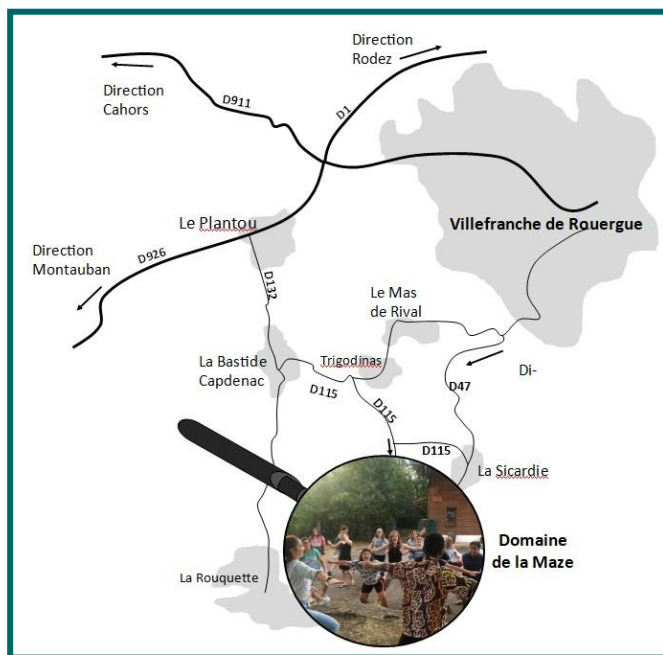 Direction
Rodez
Direction
Cahors
D911
D1
Le Plantou
Villefranche de Rouergue
Direction
Montauban
D926
D132
Le Mas
de Rival
La Bastide
Capdenac
Trigodinas
Di-
D115
D115
D47
D115
La Sicardie
Domaine
de la Maze
La Rouquette